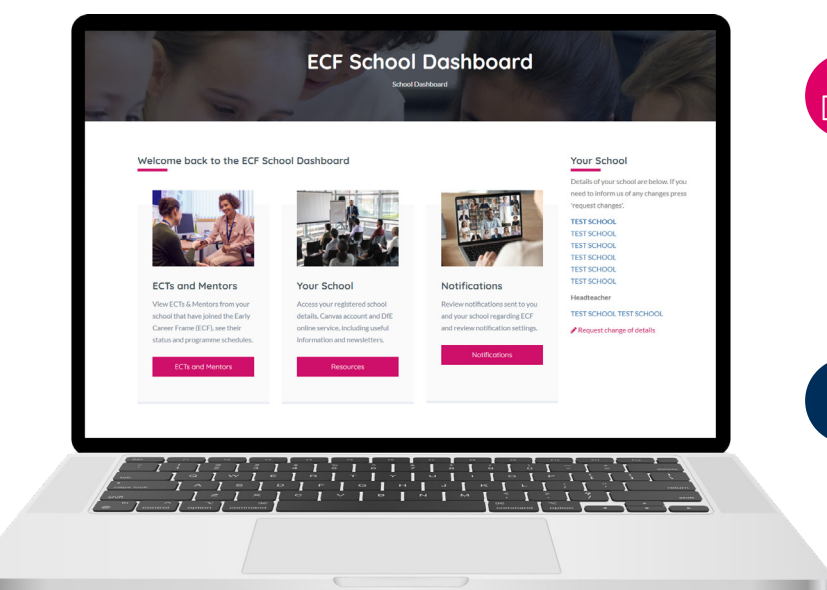 ECF School Dashboard
School Dashboard
Welcome back to the ECF School Dashboard
ECTs and Mentors
View ECTs & Mentors from your
school that have joined the Early
Career Frame (ECF), see their
status and programme schedules.
ECTs and Mentors
Your School
Access your registered school
details, Canvas account and DfE
online service, including useful
information and newsletters.
Resources
Notifications
Review notifications sent to you
and your school regarding ECF
and review notification settings.
Notifications
Your School
Details of your school are below. If you
need to inform us of any changes press
'request changes'.
TEST SCHOOL
TEST SCHOOL
TEST SCHOOL
TEST SCHOOL
TEST SCHOOL
TEST SCHOOL
Headteacher
TEST SCHOOL TEST SCHOOL
Request change of details